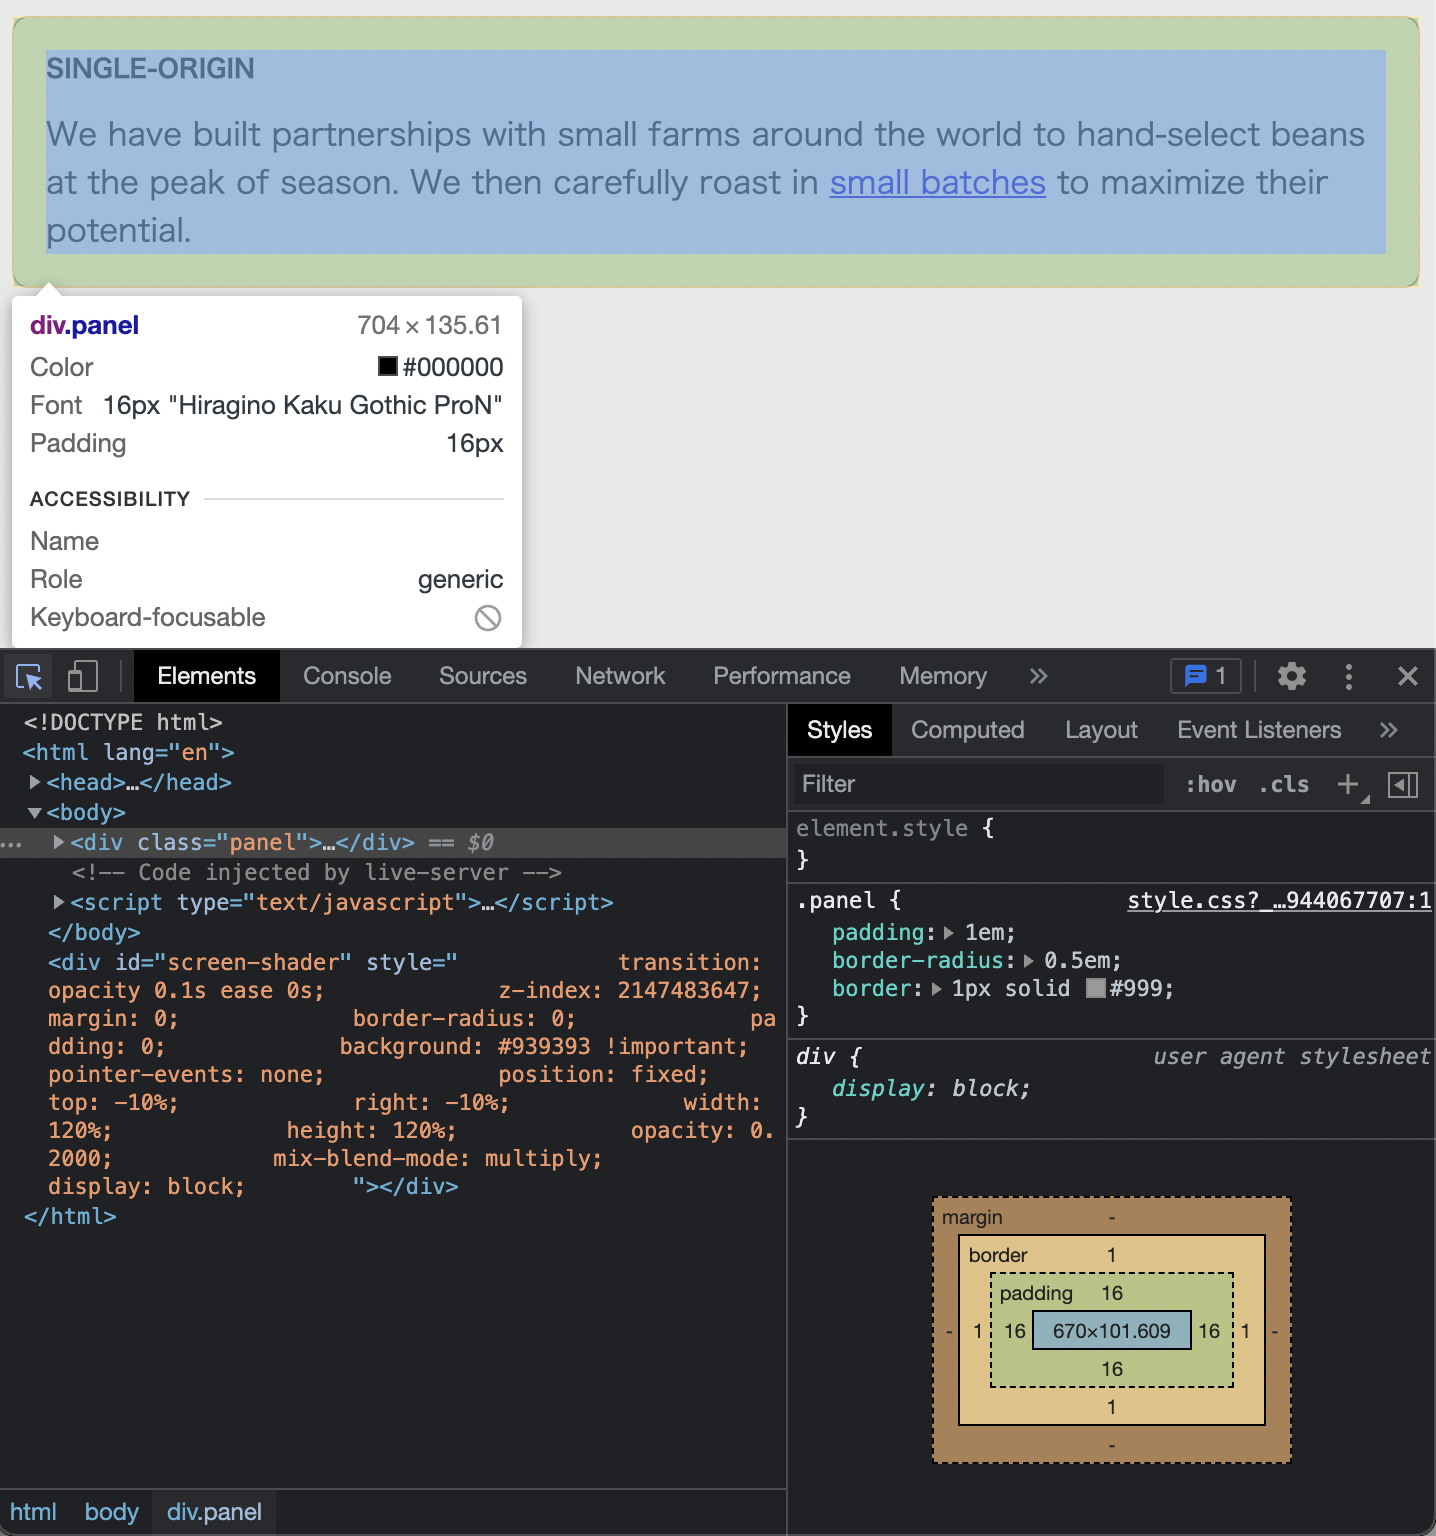 SINGLE-ORIGIN
We have built partnerships with small farms around the world to hand-select beans
at the peak of season. We then carefully roast in small batches to maximize their
potential.
div.panel 704 × 135.61
Color #000000
Font 16px "Hiragino Kaku Gothic ProN"
Padding 16px
ACCESSIBILITY
Name
Role generic
Keyboard-focusable
Elements Console Sources Network Performance Memory » 1
<!DOCTYPE html>
<html lang="en">
<head>…</head>
<body>
<div class="panel">…</div> == $0
<!-- Code injected by live-server -->
<script type="text/javascript">…</script>
</body>
<div id="screen-shader" style=" transition:
opacity 0.1s ease 0s; z-index: 2147483647;
margin: 0; border-radius: 0; pa
dding: 0; background: #939393 !important;
pointer-events: none; position: fixed;
top: -10%; right: -10%; width:
120%; height: 120%; opacity: 0.
2000; mix-blend-mode: multiply;
display: block; "></div>
</html>
html body div.panel
Styles Computed Layout Event Listeners »
Filter :hov .cls +
element.style {
}
.panel { style.css?_…944067707:1
padding: 1em;
border-radius: 0.5em;
border: 1px solid #999;
}
div { user agent stylesheet
display: block;
}
margin -
border 1
padding 16
- 1 16 670×101.609 16 1 -
16
1
-